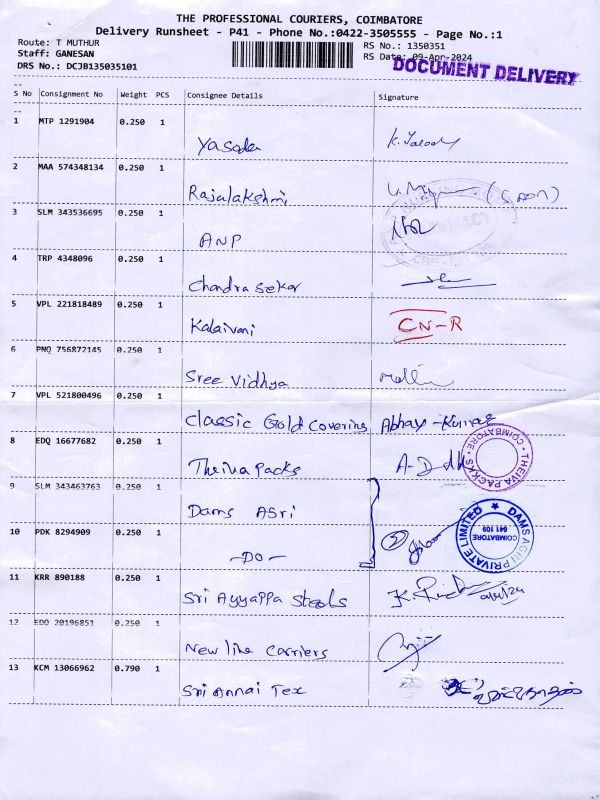 THE PROFESSIONAL COURIERS, COIMBATORE
Delivery Runsheet - P41 - Phone No.:0422-3505555 - Page No.:1
Route: T MUTHUR
Staff: GANESAN
DRS No.: DCJB135035101
RS No.: 1350351
RS Date: 09-Apr-2024
DOCUMENT DELIVERY
S No Consignment No Weight PCS Consignee Details Signature
1 MTP 1291904 0.250 1
Yasoda K.
2 MAA 574348134 0.250 1
Rajalakshmi
3 SLM 343536695 0.250 1
ANP
PHARMACY
4 TRP 4348096 0.250 1
Chandra Sekar
5 VPL 221818489 0.250 1
Kalaivani CN-R
6 PNQ 756872145 0.250 1
Sree Vidhya
7 VPL 521800496 0.250 1
Classic Gold Covering Abhay-Kumar
8 EDQ 16677682 0.250 1
Theiva Packs
THEIVA PACKS COIMBATORE
9 SLM 343463763 0.250 1
Dams ASri
10 PDK 8294909 0.250 1
-DO- 2
PRIVATE LIMITED
COIMBATORE
641 109
11 KRR 890188 0.250 1
Sri Ayyappa Steels K.
12 EDQ 20196851 0.250 1
New line Carriers
13 KCM 13066962 0.790 1
Sri Annai Tex